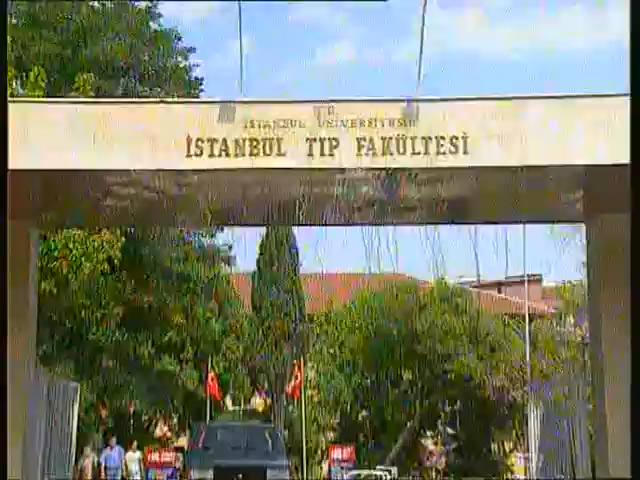 T.C.
İSTANBUL ÜNİVERSİTESİ
İSTANBUL TIP FAKÜLTESİ